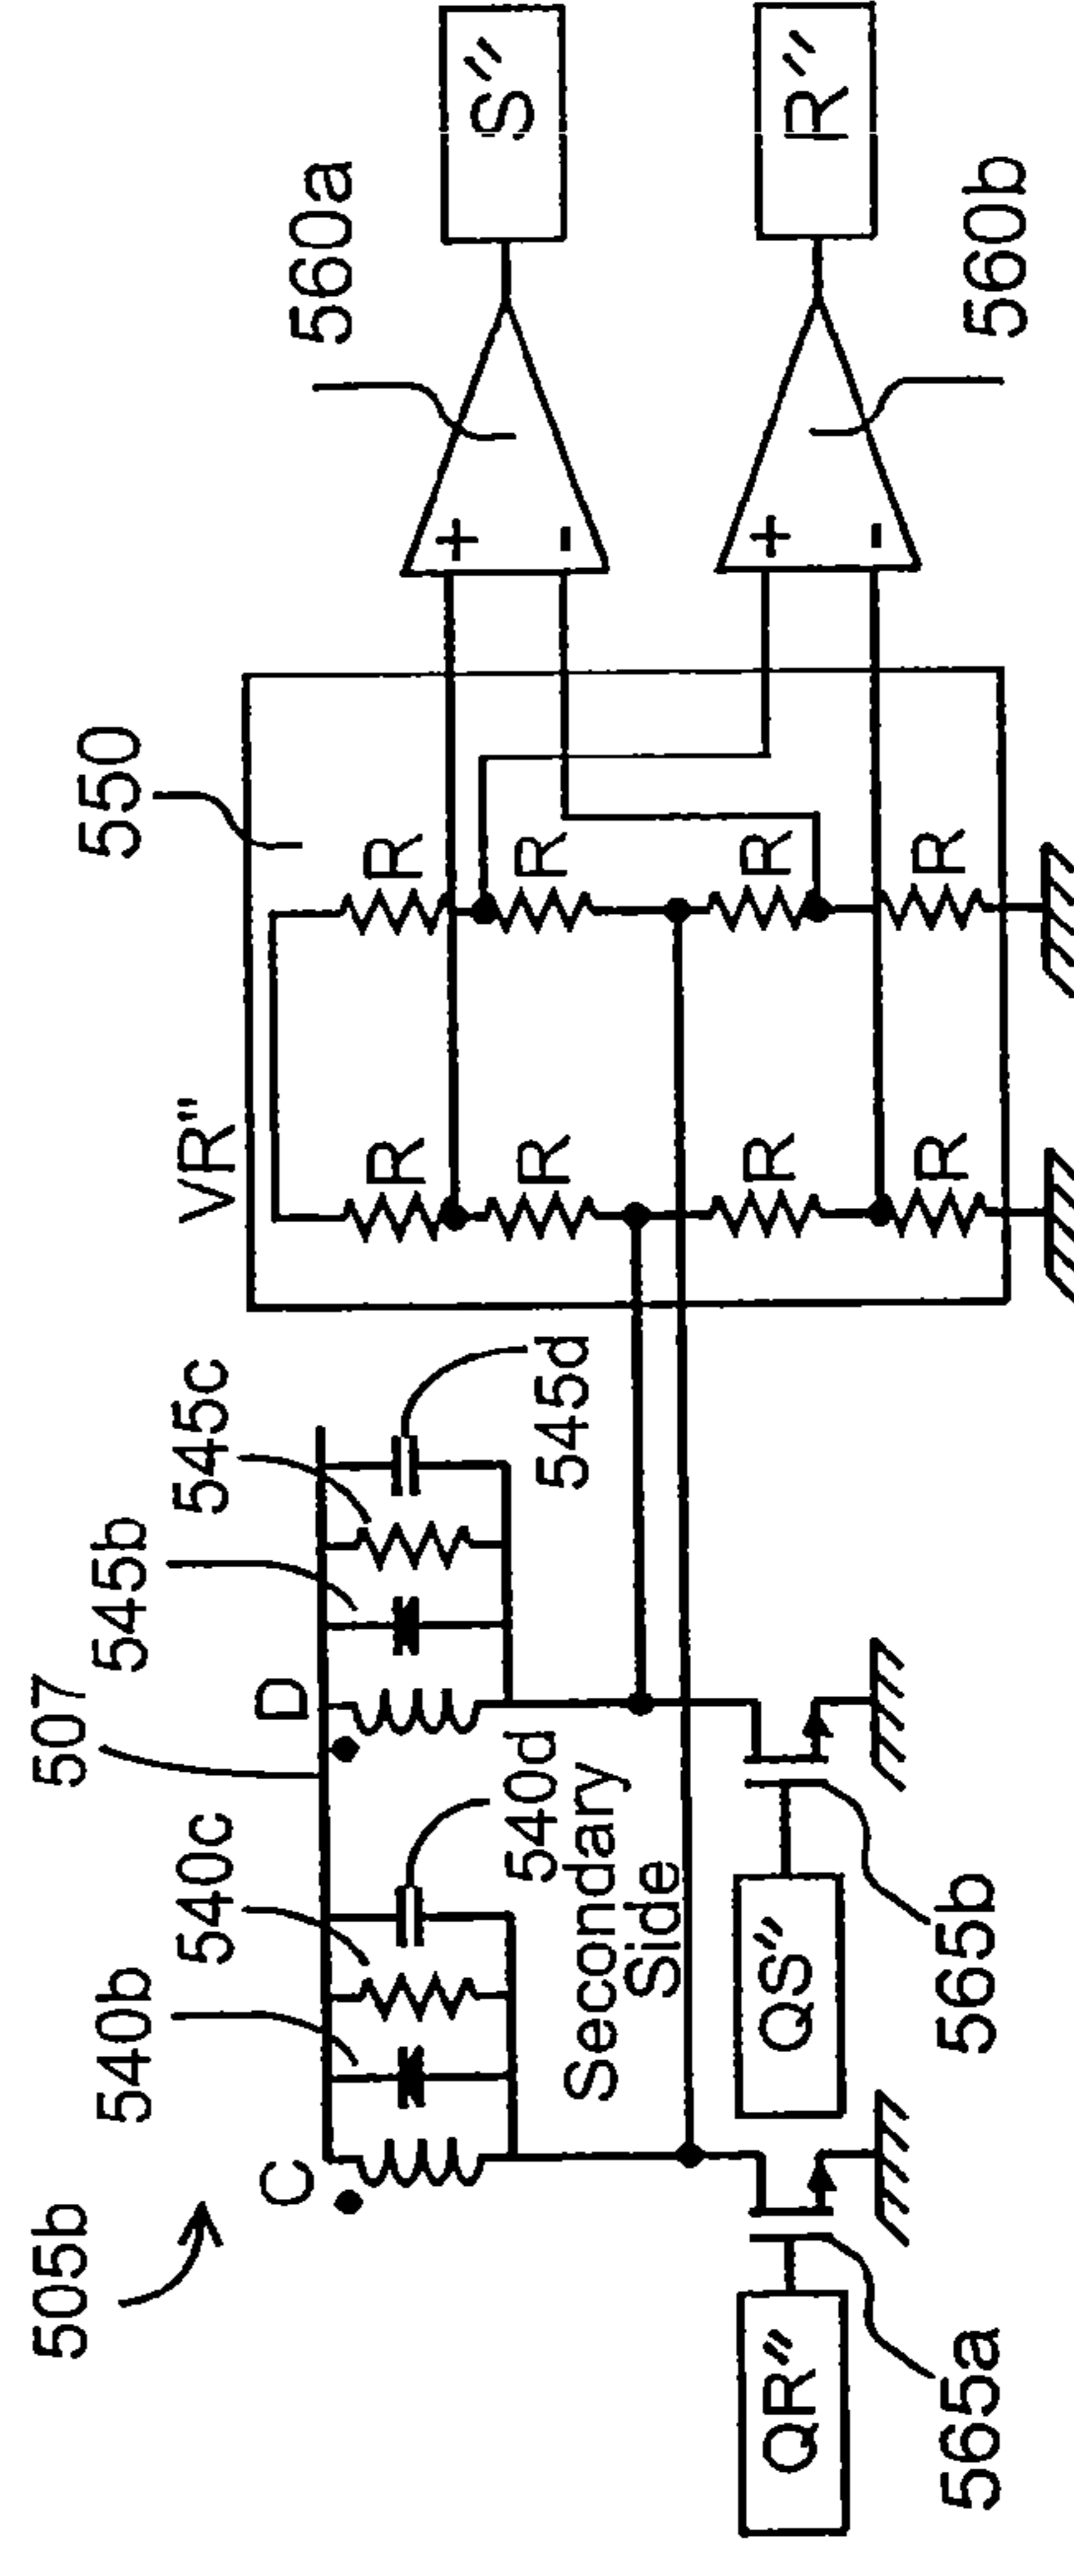 505b
C
540b
540c
540d
507
D
545b
545c
545d
Secondary
Side
QR″
565a
QS″
565b
VR"
550
R
R
R
R
R
R
R
R
+
-
560a
S″
+
-
560b
R″